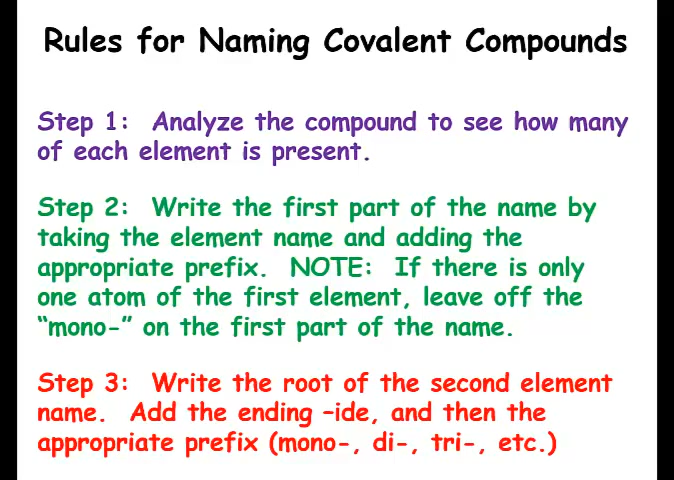 Rules for Naming Covalent Compounds
Step 1:  Analyze the compound to see how many
of each element is present.
Step 2:  Write the first part of the name by
taking the element name and adding the
appropriate prefix.  NOTE:  If there is only
one atom of the first element, leave off the
“mono-” on the first part of the name.
Step 3:  Write the root of the second element
name.  Add the ending –ide, and then the
appropriate prefix (mono-, di-, tri-, etc.)